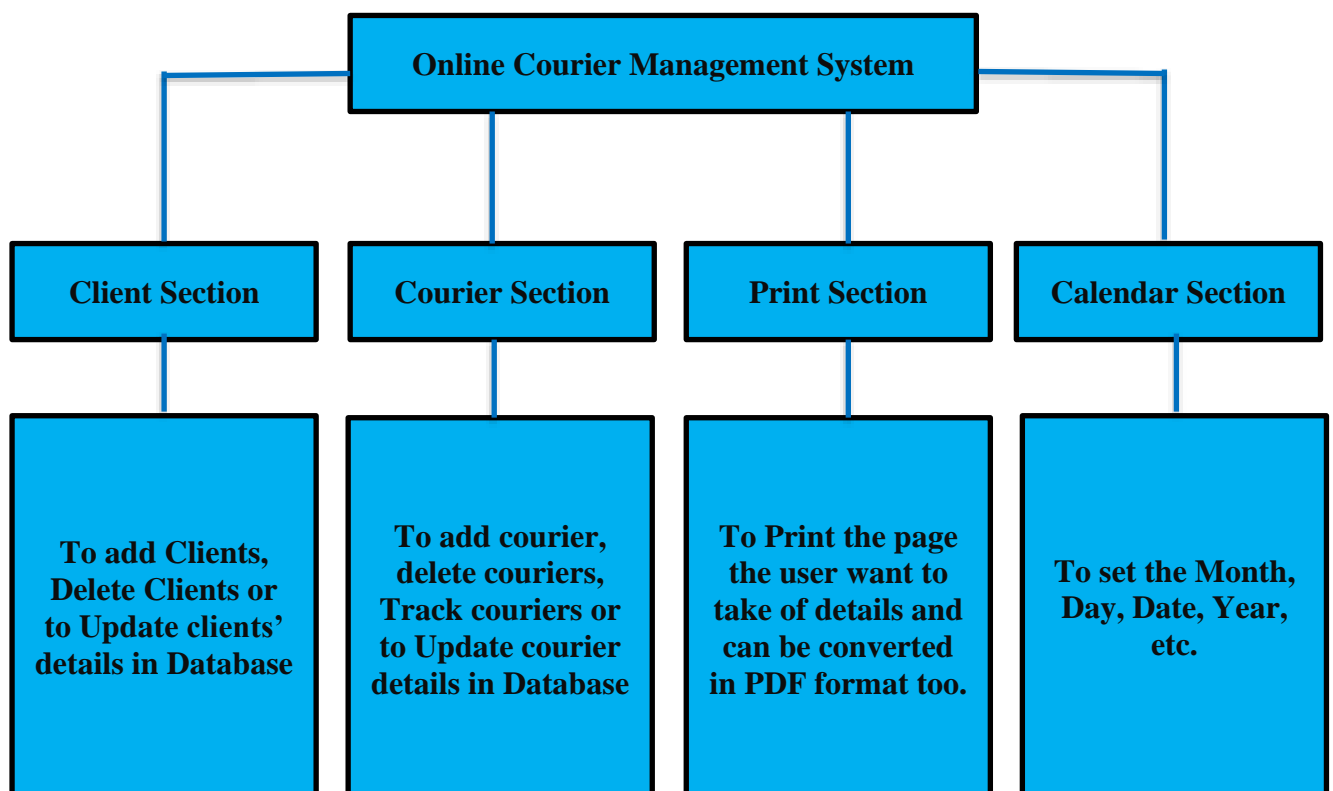 Online Courier Management System
Client Section
Courier Section
Print Section
Calendar Section
To add Clients,
Delete Clients or
to Update clients’
details in Database
To add courier,
delete couriers,
Track couriers or
to Update courier
details in Database
To Print the page
the user want to
take of details and
can be converted
in PDF format too.
To set the Month,
Day, Date, Year,
etc.